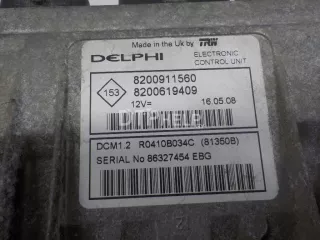 Made in the Uk by TRW
DELPHI ELECTRONIC
CONTROL UNIT
153
8200911560
8200619409
12V= 16.05.08
DCM1.2 R0410B034C (81350B)
SERIAL No 86327454 EBG